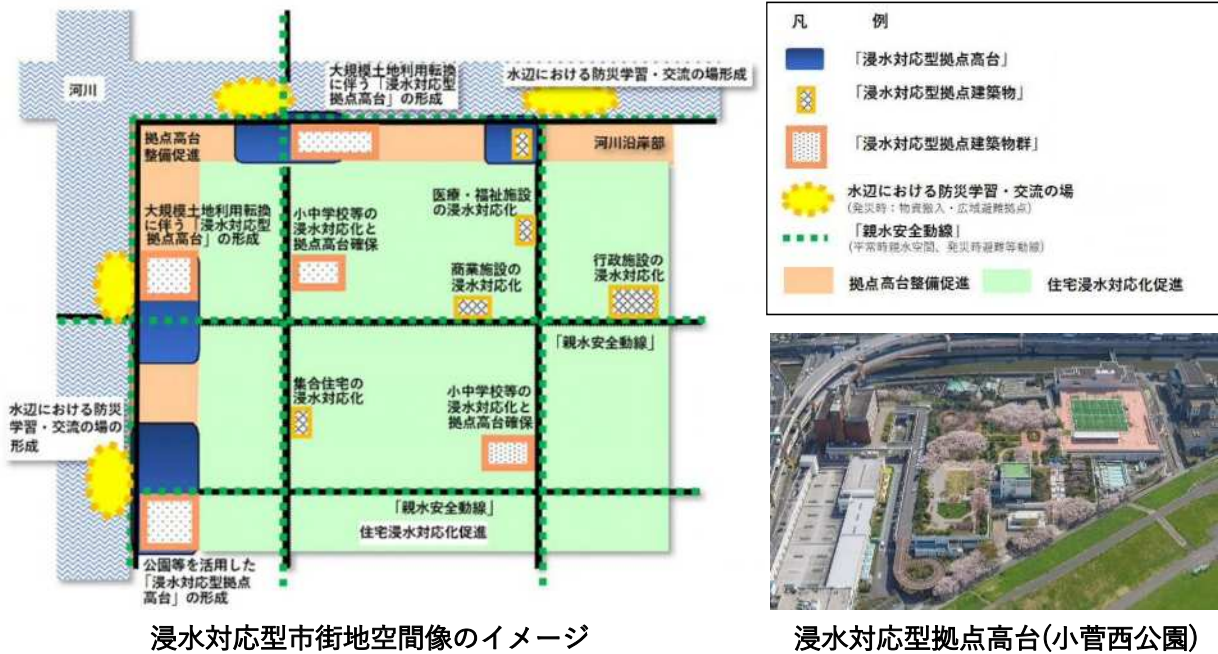 河川
大規模土地利用転換
に伴う「浸水対応型
拠点高台」の形成
水辺における防災学習・交流の場形成
拠点高台
整備促進
河川沿岸部
大規模土地利用転換
に伴う「浸水対応型
拠点高台」の形成
小中学校等の
浸水対応化と
拠点高台確保
医療・福祉施設
の浸水対応化
商業施設の
浸水対応化
行政施設の
浸水対応化
「親水安全動線」
水辺における防災
学習・交流の場の
形成
集合住宅の
浸水対応化
小中学校等の
浸水対応化と
拠点高台確保
「親水安全動線」
住宅浸水対応化促進
公園等を活用した
「浸水対応型拠点
高台」の形成
浸水対応型市街地空間像のイメージ
凡 例
「浸水対応型拠点高台」
「浸水対応型拠点建築物」
「浸水対応型拠点建築物群」
水辺における防災学習・交流の場
(発災時:物資搬入・広域避難拠点)
「親水安全動線」
(平常時親水空間、発災時避難等動線)
拠点高台整備促進 住宅浸水対応化促進
浸水対応型拠点高台(小菅西公園)